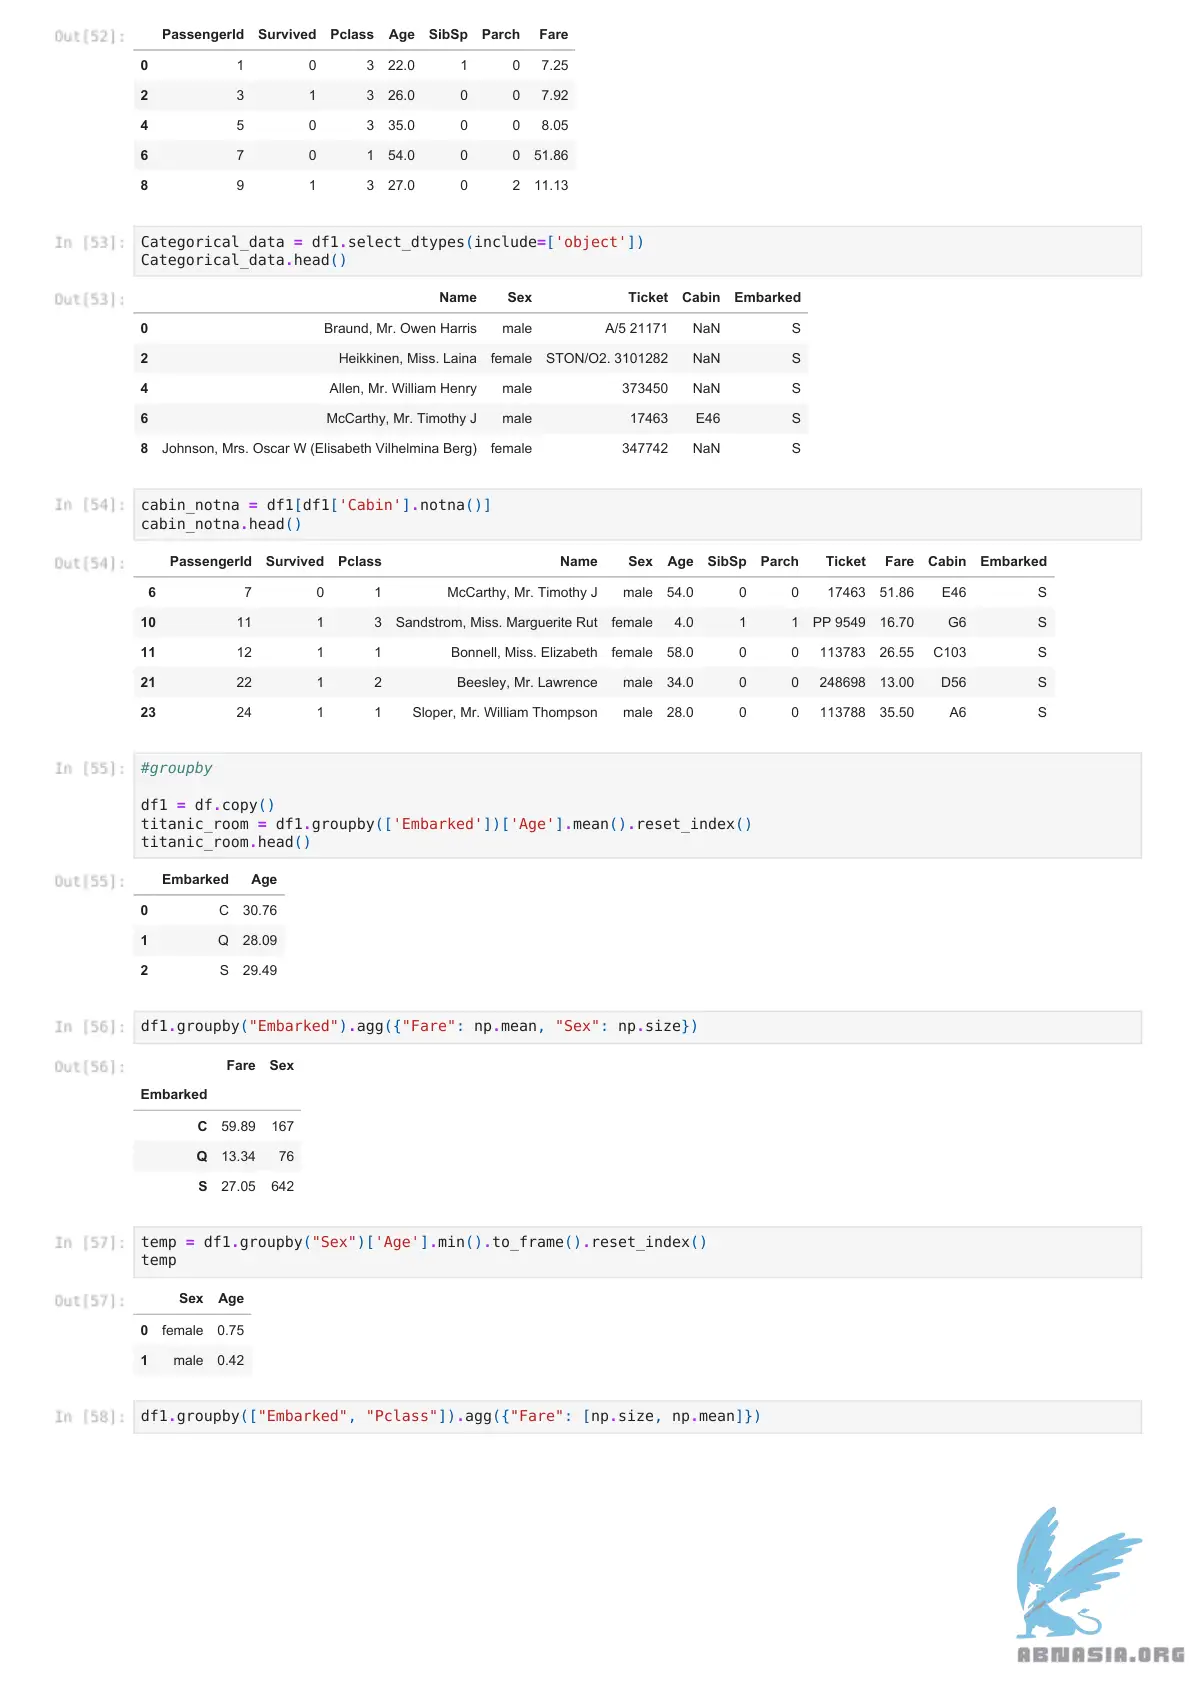 Out[52]: PassengerId Survived Pclass Age SibSp Parch Fare
0 1 0 3 22.0 1 0 7.25
2 3 1 3 26.0 0 0 7.92
4 5 0 3 35.0 0 0 8.05
6 7 0 1 54.0 0 0 51.86
8 9 1 3 27.0 0 2 11.13
In [53]: Categorical_data = df1.select_dtypes(include=['object'])
Categorical_data.head()
Out[53]: Name Sex Ticket Cabin Embarked
0 Braund, Mr. Owen Harris male A/5 21171 NaN S
2 Heikkinen, Miss. Laina female STON/O2. 3101282 NaN S
4 Allen, Mr. William Henry male 373450 NaN S
6 McCarthy, Mr. Timothy J male 17463 E46 S
8 Johnson, Mrs. Oscar W (Elisabeth Vilhelmina Berg) female 347742 NaN S
In [54]: cabin_notna = df1[df1['Cabin'].notna()]
cabin_notna.head()
Out[54]: PassengerId Survived Pclass Name Sex Age SibSp Parch Ticket Fare Cabin Embarked
6 7 0 1 McCarthy, Mr. Timothy J male 54.0 0 0 17463 51.86 E46 S
10 11 1 3 Sandstrom, Miss. Marguerite Rut female 4.0 1 1 PP 9549 16.70 G6 S
11 12 1 1 Bonnell, Miss. Elizabeth female 58.0 0 0 113783 26.55 C103 S
21 22 1 2 Beesley, Mr. Lawrence male 34.0 0 0 248698 13.00 D56 S
23 24 1 1 Sloper, Mr. William Thompson male 28.0 0 0 113788 35.50 A6 S
In [55]: #groupby
df1 = df.copy()
titanic_room = df1.groupby(['Embarked'])['Age'].mean().reset_index()
titanic_room.head()
Out[55]: Embarked Age
0 C 30.76
1 Q 28.09
2 S 29.49
In [56]: df1.groupby("Embarked").agg({"Fare": np.mean, "Sex": np.size})
Out[56]: Fare Sex
Embarked
C 59.89 167
Q 13.34 76
S 27.05 642
In [57]: temp = df1.groupby("Sex")['Age'].min().to_frame().reset_index()
temp
Out[57]: Sex Age
0 female 0.75
1 male 0.42
In [58]: df1.groupby(["Embarked", "Pclass"]).agg({"Fare": [np.size, np.mean]})
ABNASIA.ORG